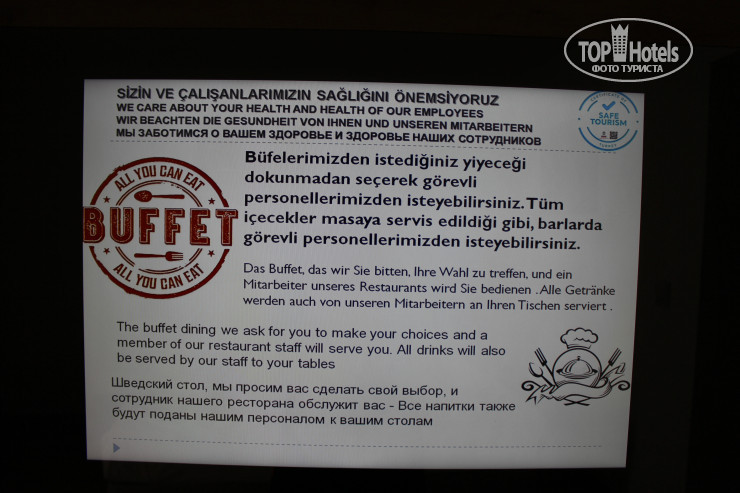 TOP Hotels
ФОТО ТУРИСТА
SİZİN VE ÇALIŞANLARIMIZIN SAĞLIĞINI ÖNEMSİYORUZ
WE CARE ABOUT YOUR HEALTH AND HEALTH OF OUR EMPLOYEES
WIR BEACHTEN DIE GESUNDHEIT VON IHNEN UND UNSEREN MITARBEITERN
МЫ ЗАБОТИМСЯ О ВАШЕМ ЗДОРОВЬЕ И ЗДОРОВЬЕ НАШИХ СОТРУДНИКОВ
SAFE
TOURISM
ALL YOU CAN EAT
BUFFET
ALL YOU CAN EAT
Büfelerimizden istediğiniz yiyeceği
dokunmadan seçerek görevli
personellerimizden isteyebilirsiniz. Tüm
içecekler masaya servis edildiği gibi, barlarda
görevli personellerimizden isteyebilirsiniz.
Das Buffet, das wir Sie bitten, Ihre Wahl zu treffen, und ein
Mitarbeiter unseres Restaurants wird Sie bedienen . Alle Getränke
werden auch von unseren Mitarbeitern an Ihren Tischen serviert .
The buffet dining we ask for you to make your choices and a
member of our restaurant staff will serve you. All drinks will also
be served by our staff to your tables
Шведский стол, мы просим вас сделать свой выбор, и
сотрудник нашего ресторана обслужит вас - Все напитки также
будут поданы нашим персоналом к вашим столам